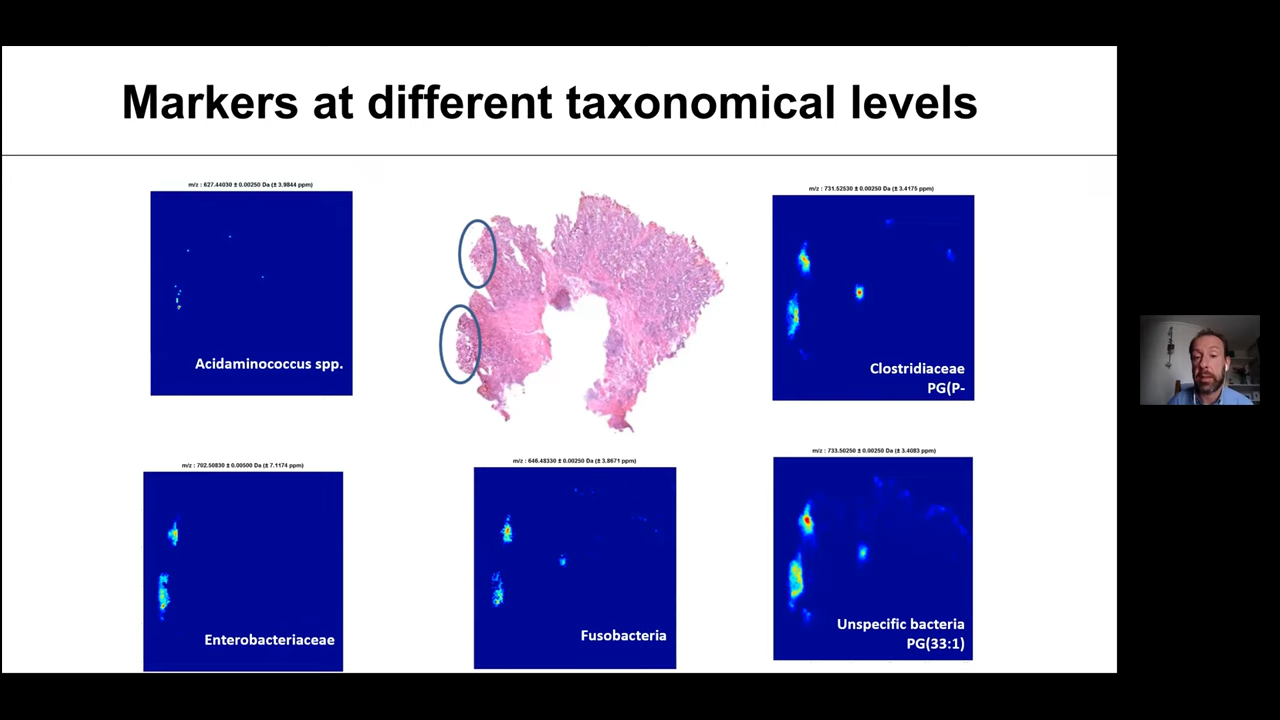 Markers at different taxonomical levels
m/z : 627.44030 ± 0.00250 Da (± 3.9844 ppm)
Acidaminococcus spp.
m/z : 731.52530 ± 0.00250 Da (± 3.4175 ppm)
Clostridiaceae
PG(P-
m/z : 702.50830 ± 0.00500 Da (± 7.1174 ppm)
Enterobacteriaceae
m/z : 646.48330 ± 0.00250 Da (± 3.8671 ppm)
Fusobacteria
m/z : 733.50250 ± 0.00250 Da (± 3.4083 ppm)
Unspecific bacteria
PG(33:1)